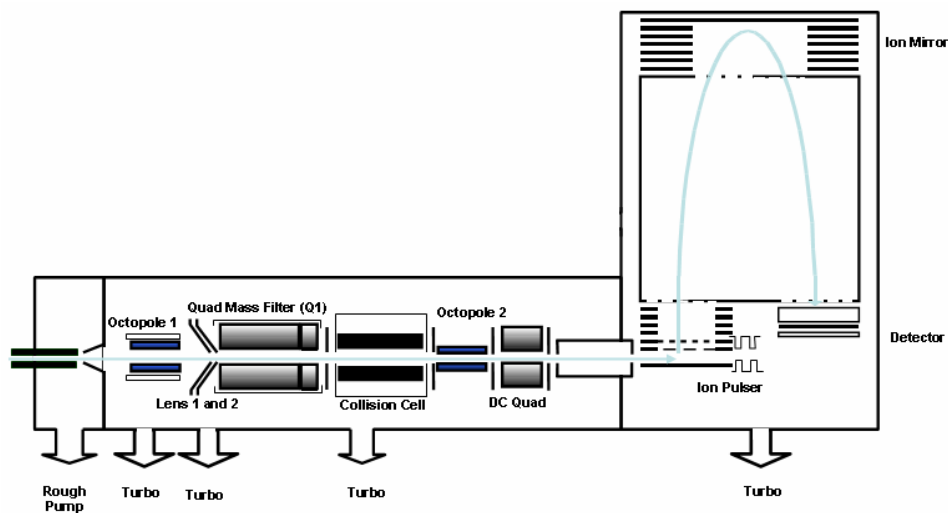 Ion Mirror
Quad Mass Filter (Q1)
Octopole 1
Octopole 2
Detector
Ion Pulser
Lens 1 and 2
Collision Cell
DC Quad
Rough
Pump
Turbo
Turbo
Turbo
Turbo